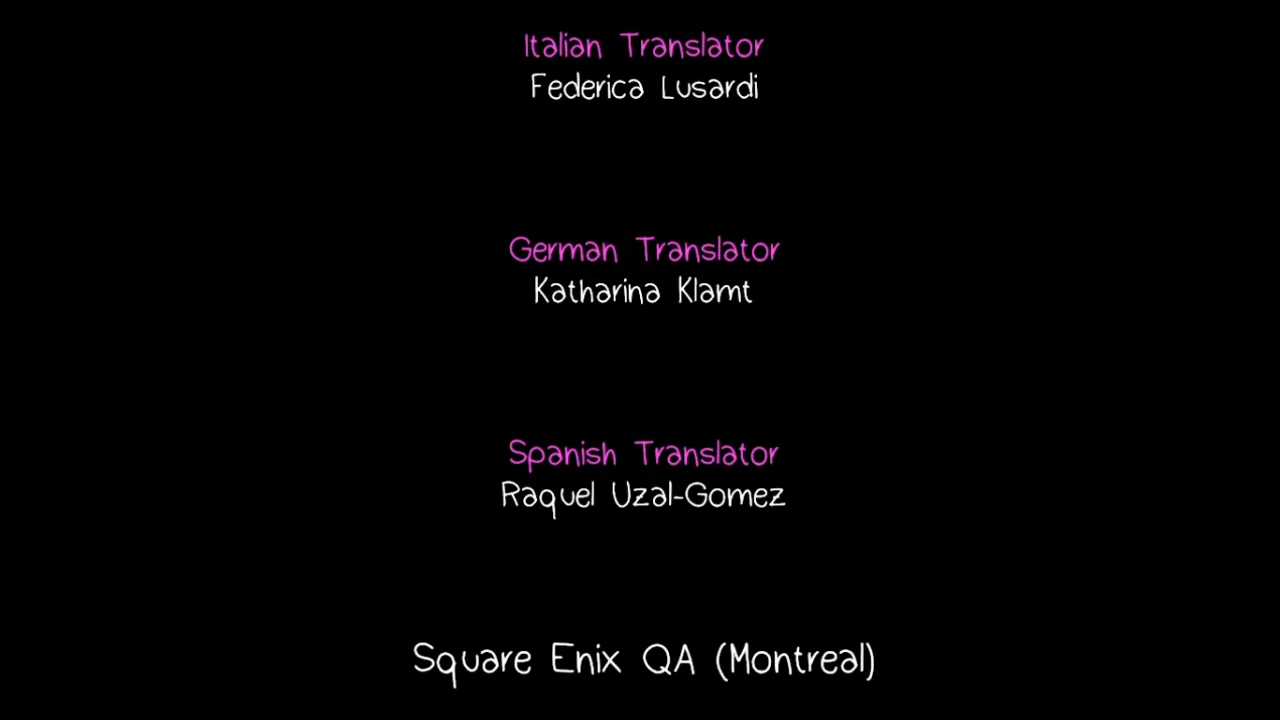 Italian Translator
Federica Lusardi
German Translator
Katharina Klamt
Spanish Translator
Raquel Uzal-Gomez
Square Enix QA (Montreal)